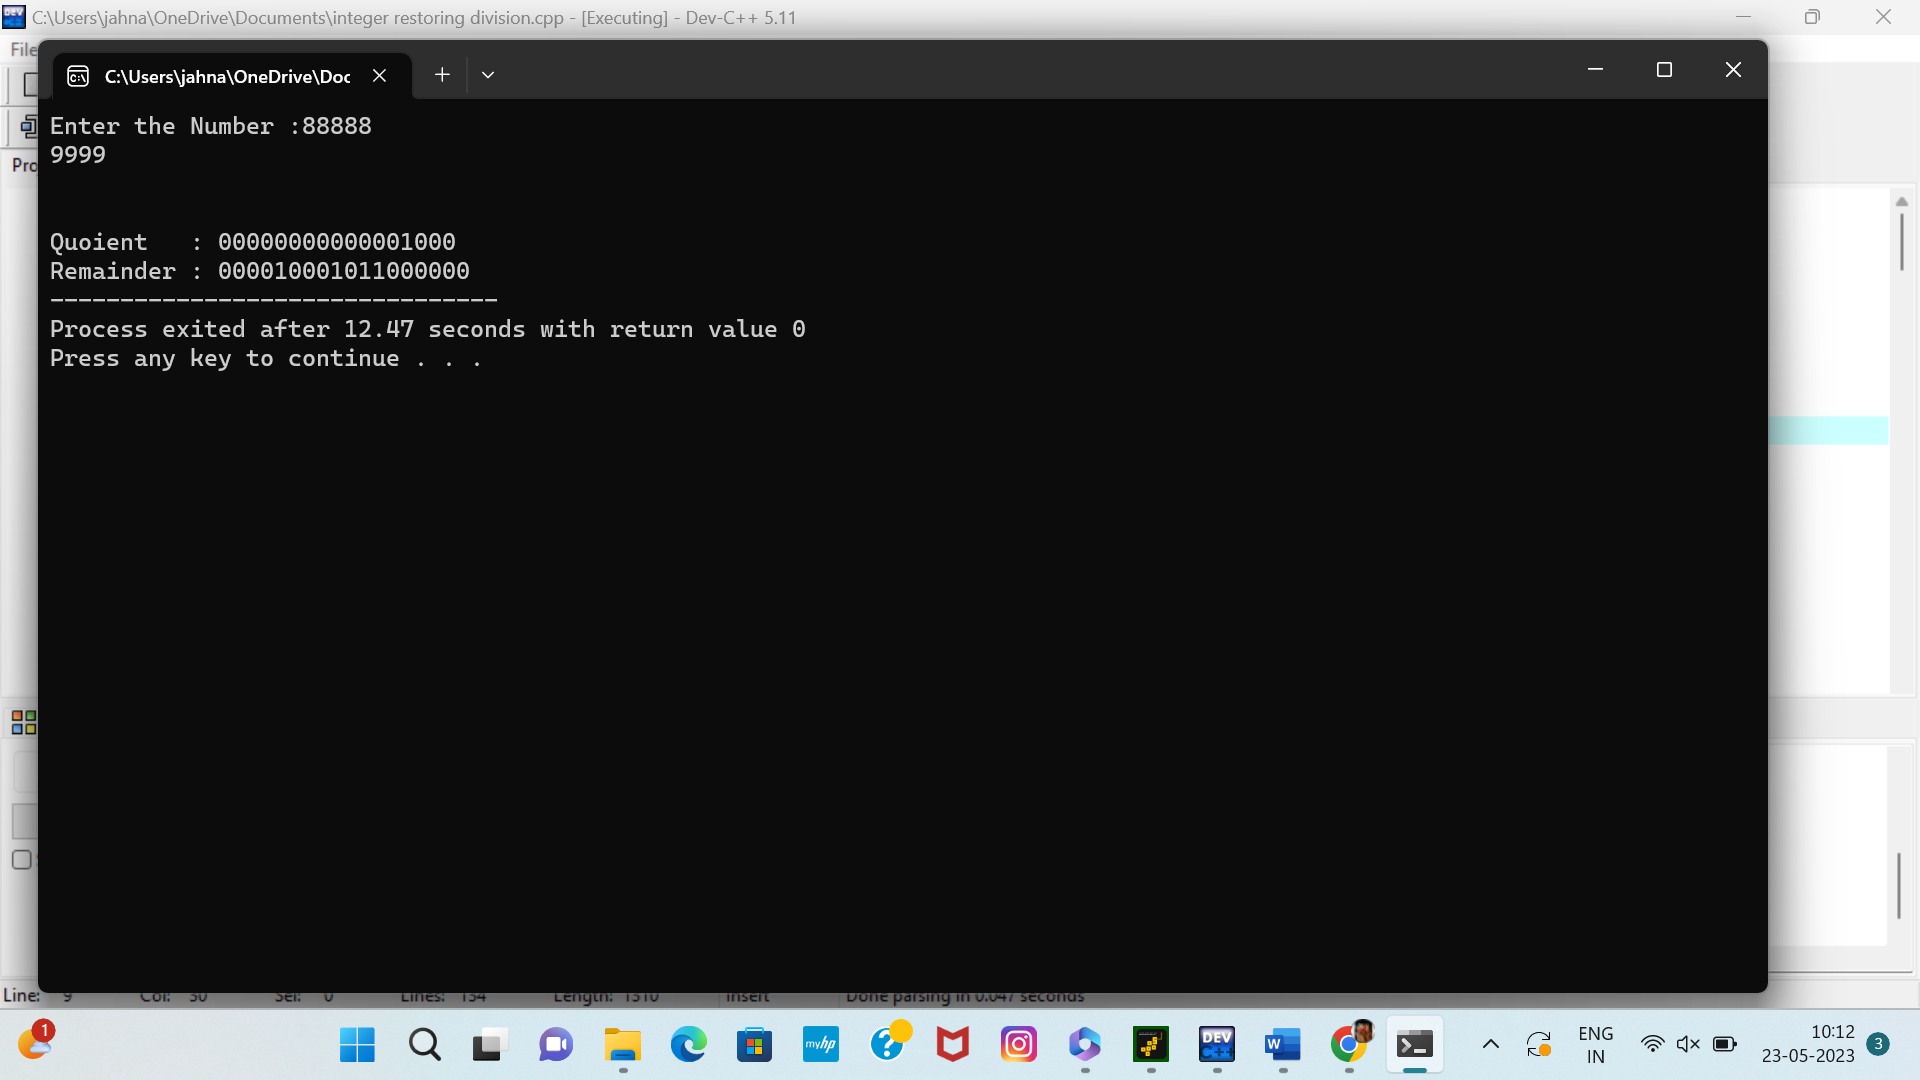 C:\Users\jahna\OneDrive\Documents\integer restoring division.cpp - [Executing] - Dev-C++ 5.11
File
C:\Users\jahna\OneDrive\Doc
Enter the Number :88888
9999
Pro
Quoient   : 00000000000001000
Remainder : 000010001011000000
--------------------------------
Process exited after 12.47 seconds with return value 0
Press any key to continue . . .
Line: 9 Col: 30 Sel: 0 Lines: 134 Length: 1310 Insert Done parsing in 0.047 seconds
1
myhp
DEV
C++
W
ENG
IN
10:12
23-05-2023
3